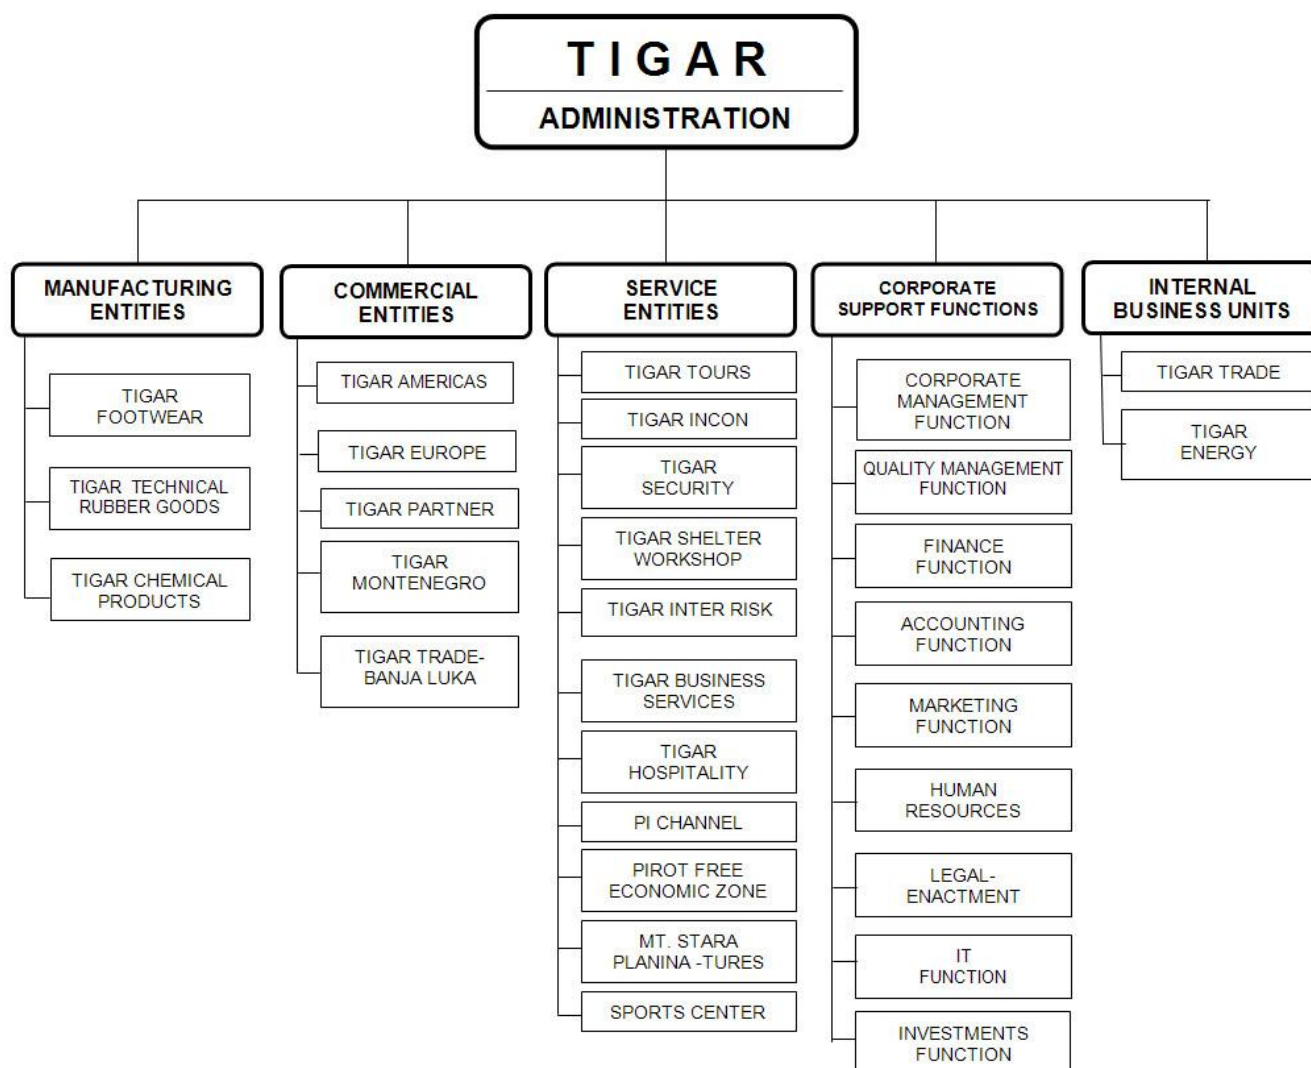 T I G A R
ADMINISTRATION
MANUFACTURING
ENTITIES
TIGAR
FOOTWEAR
TIGAR TECHNICAL
RUBBER GOODS
TIGAR CHEMICAL
PRODUCTS
COMMERCIAL
ENTITIES
TIGAR AMERICAS
TIGAR EUROPE
TIGAR PARTNER
TIGAR
MONTENEGRO
TIGAR TRADE-
BANJA LUKA
SERVICE
ENTITIES
TIGAR TOURS
TIGAR INCON
TIGAR
SECURITY
TIGAR SHELTER
WORKSHOP
TIGAR INTER RISK
TIGAR BUSINESS
SERVICES
TIGAR
HOSPITALITY
PI CHANNEL
PIROT FREE
ECONOMIC ZONE
MT. STARA
PLANINA -TURES
SPORTS CENTER
CORPORATE
SUPPORT FUNCTIONS
CORPORATE
MANAGEMENT
FUNCTION
QUALITY MANAGEMENT
FUNCTION
FINANCE
FUNCTION
ACCOUNTING
FUNCTION
MARKETING
FUNCTION
HUMAN
RESOURCES
LEGAL-
ENACTMENT
IT
FUNCTION
INVESTMENTS
FUNCTION
INTERNAL
BUSINESS UNITS
TIGAR TRADE
TIGAR
ENERGY